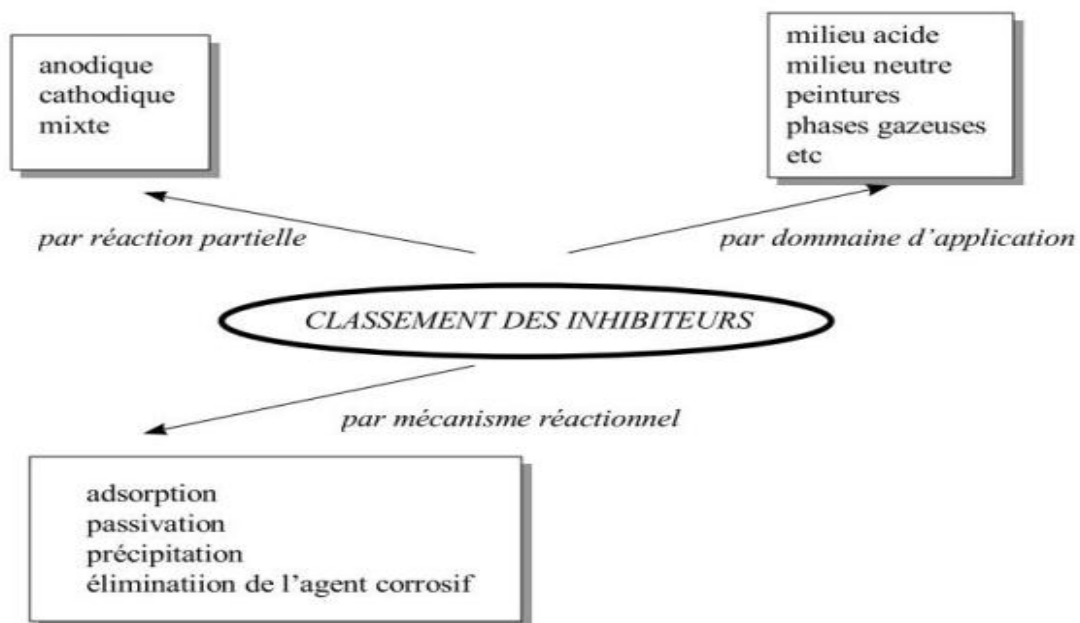 anodique
cathodique
mixte
milieu acide
milieu neutre
peintures
phases gazeuses
etc
par réaction partielle
par dommaine d'application
CLASSEMENT DES INHIBITEURS
par mécanisme réactionnel
adsorption
passivation
précipitation
éliminatiion de l'agent corrosif